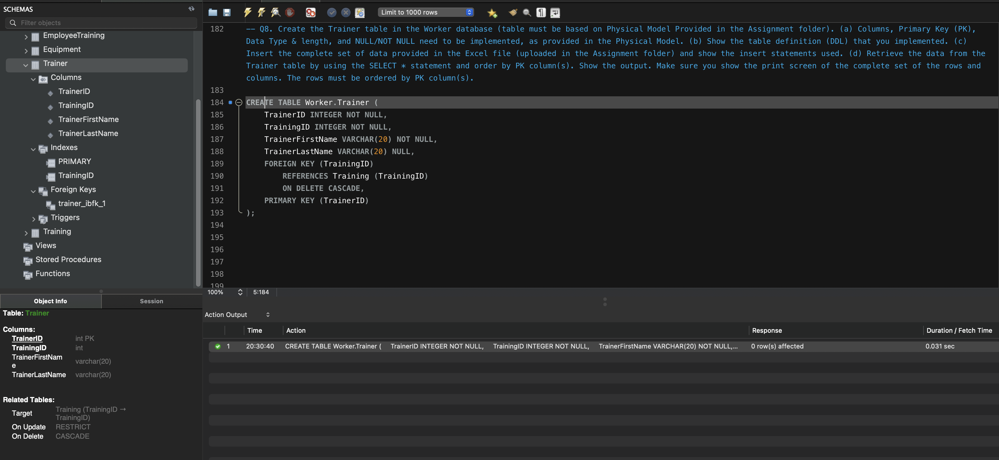 SCHEMAS
Filter objects
EmployeeTraining
Equipment
Trainer
Columns
TrainerID
TrainingID
TrainerFirstName
TrainerLastName
Indexes
PRIMARY
TrainingID
Foreign Keys
trainer_ibfk_1
Triggers
Training
Views
Stored Procedures
Functions
Object Info
Session
Table: Trainer
Columns:
TrainerID int PK
TrainingID int
TrainerFirstNam
e varchar(20)
TrainerLastName varchar(20)
Related Tables:
Target Training (TrainingID →
TrainingID)
On Update RESTRICT
On Delete CASCADE
Limit to 1000 rows
182 -- Q8. Create the Trainer table in the Worker database (table must be based on Physical Model Provided in the Assignment folder). (a) Columns, Primary Key (PK),
Data Type & length, and NULL/NOT NULL need to be implemented, as provided in the Physical Model. (b) Show the table definition (DDL) that you implemented. (c)
Insert the complete set of data provided in the Excel file (uploaded in the Assignment folder) and show the insert statements used. (d) Retrieve the data from the
Trainer table by using the SELECT * statement and order by PK column(s). Show the output. Make sure you show the print screen of the complete set of the rows and
columns. The rows must be ordered by PK column(s).
183
184 CREATE TABLE Worker.Trainer (
185 TrainerID INTEGER NOT NULL,
186 TrainingID INTEGER NOT NULL,
187 TrainerFirstName VARCHAR(20) NOT NULL,
188 TrainerLastName VARCHAR(20) NULL,
189 FOREIGN KEY (TrainingID)
190 REFERENCES Training (TrainingID)
191 ON DELETE CASCADE,
192 PRIMARY KEY (TrainerID)
193 );
194
195
196
197
198
199
100% 5:184
Action Output
Time Action Response Duration / Fetch Time
1 20:30:40 CREATE TABLE Worker.Trainer ( TrainerID INTEGER NOT NULL, TrainingID INTEGER NOT NULL, TrainerFirstName VARCHAR(20) NOT NULL,... 0 row(s) affected 0.031 sec